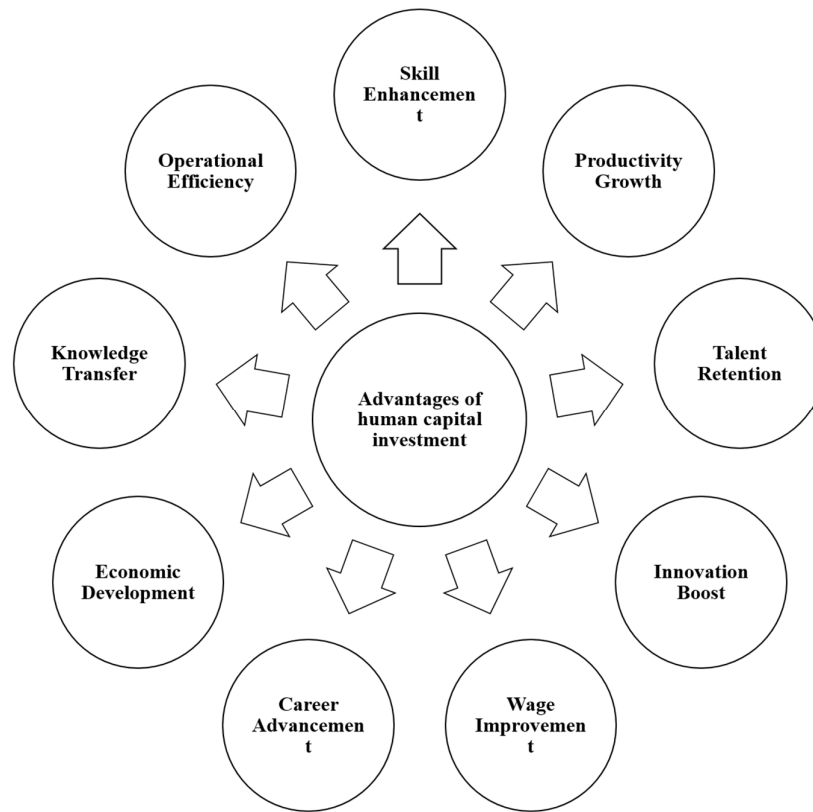 Skill
Enhancemen
t
Productivity
Growth
Talent
Retention
Innovation
Boost
Wage
Improvemen
t
Career
Advancemen
t
Economic
Development
Knowledge
Transfer
Operational
Efficiency
Advantages of
human capital
investment